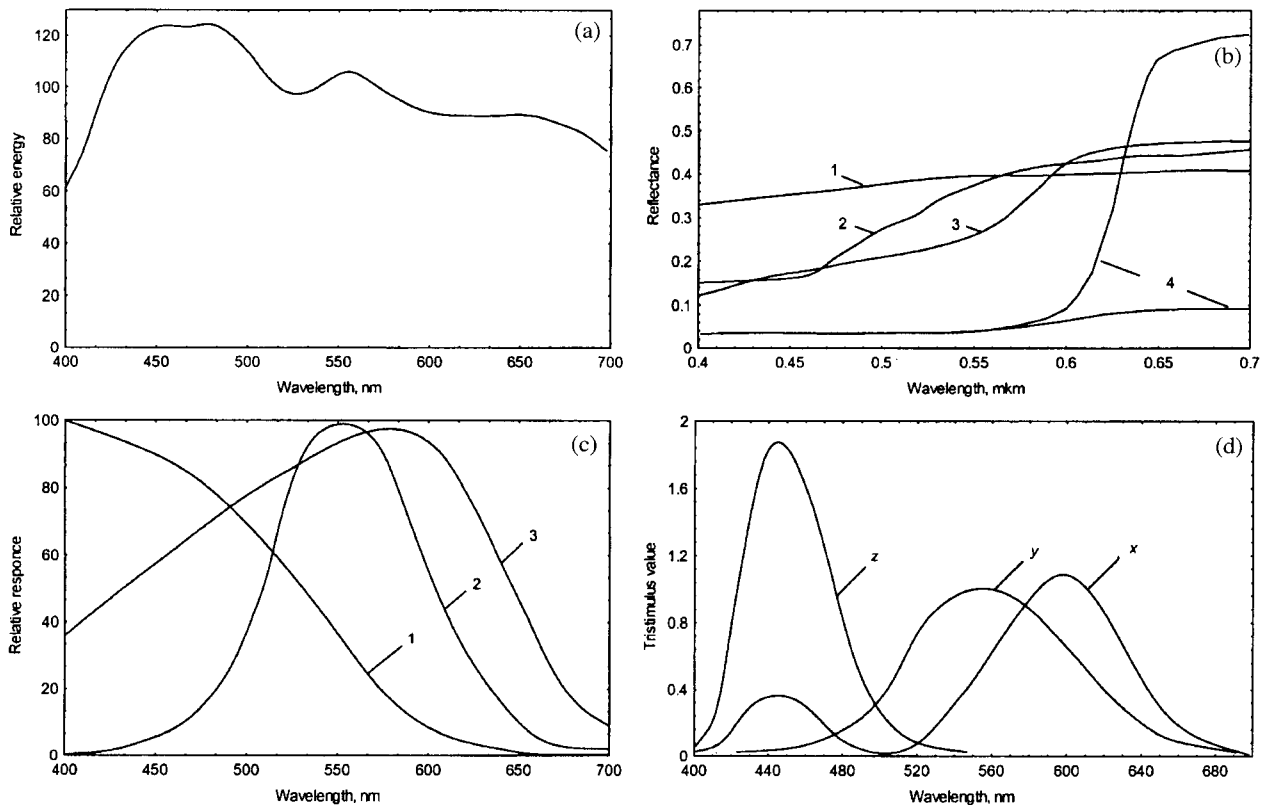 (a)
Relative energy
120
100
80
60
40
20
0
400 450 500 550 600 650 700
Wavelength, nm
(b)
Reflectance
0.7
0.5
0.4
0.3
0.2
0.1
0
1
2
3
4
0.4 0.45 0.5 0.55 0.6 0.65 0.7
Wavelength, mkm
(c)
Relative responce
100
80
60
40
20
0
3
2
1
400 450 500 550 600 650 700
Wavelength, nm
(d)
Tristimulus value
2
1.6
1.2
0.8
0.4
0
z
y
x
400 440 480 520 560 600 640 680
Wavelength, nm